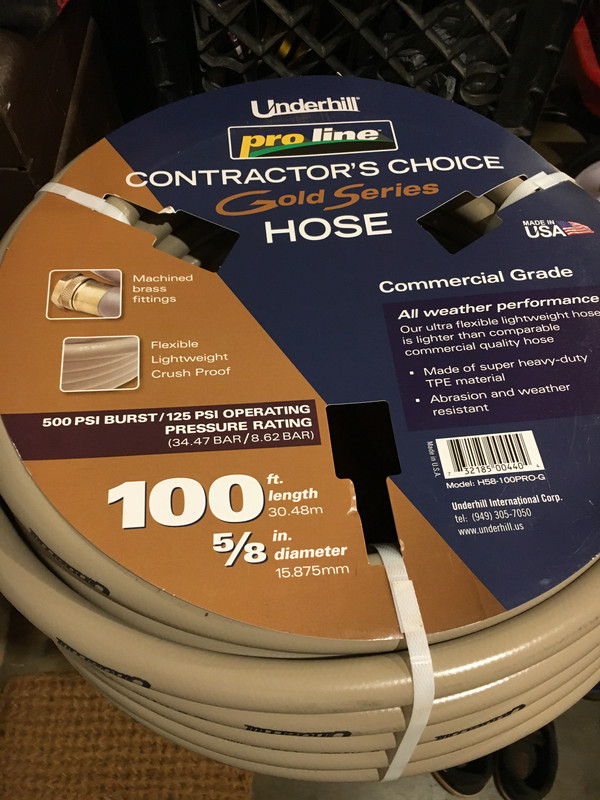 Underhill
pro line
CONTRACTOR'S CHOICE
Gold Series
HOSE
MADE IN
USA
Machined
brass
fittings
Flexible
Lightweight
Crush Proof
500 PSI BURST/125 PSI OPERATING
PRESSURE RATING
(34.47 BAR/8.62 BAR)
100 ft.
length
30.48m
5/8 in.
diameter
15.875mm
Commercial Grade
All weather performance
Our ultra flexible lightweight hose
is lighter than comparable
commercial quality hose
• Made of super heavy-duty
TPE material
• Abrasion and weather
resistant
Made in U.S.A.
7 32185 00440 4
Model: H58-100PRO-G
Underhill International Corp.
tel: (949) 305-7050
www.underhill.us